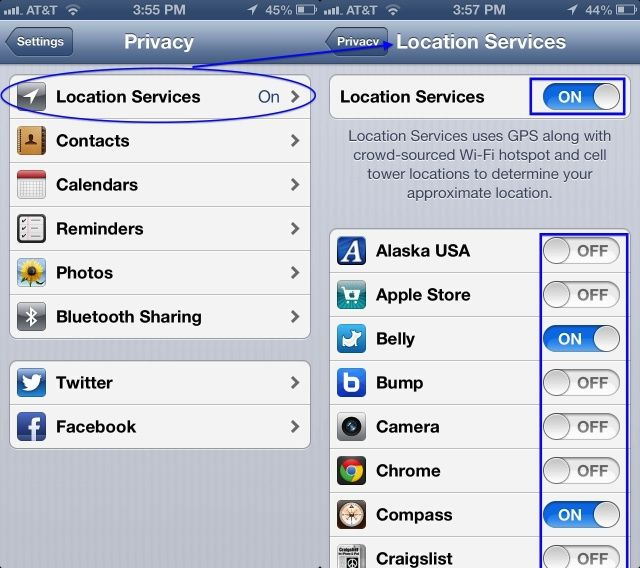 AT&T 3:55 PM 45%
Settings
Privacy
Location Services On
Contacts
Calendars
Reminders
Photos
Bluetooth Sharing
Twitter
Facebook
AT&T 3:57 PM 44%
Privacy
Location Services
Location Services ON
Location Services uses GPS along with
crowd-sourced Wi-Fi hotspot and cell
tower locations to determine your
approximate location.
Alaska USA OFF
Apple Store OFF
Belly ON
Bump OFF
Camera OFF
Chrome OFF
Compass ON
Craigslist OFF